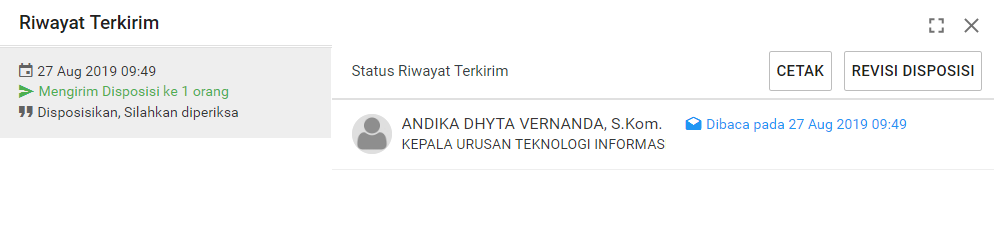 Riwayat Terkirim
27 Aug 2019 09:49
Mengirim Disposisi ke 1 orang
Disposisikan, Silahkan diperiksa
Status Riwayat Terkirim
CETAK
REVISI DISPOSISI
ANDIKA DHYTA VERNANDA, S.Kom.
Dibaca pada 27 Aug 2019 09:49
KEPALA URUSAN TEKNOLOGI INFORMAS